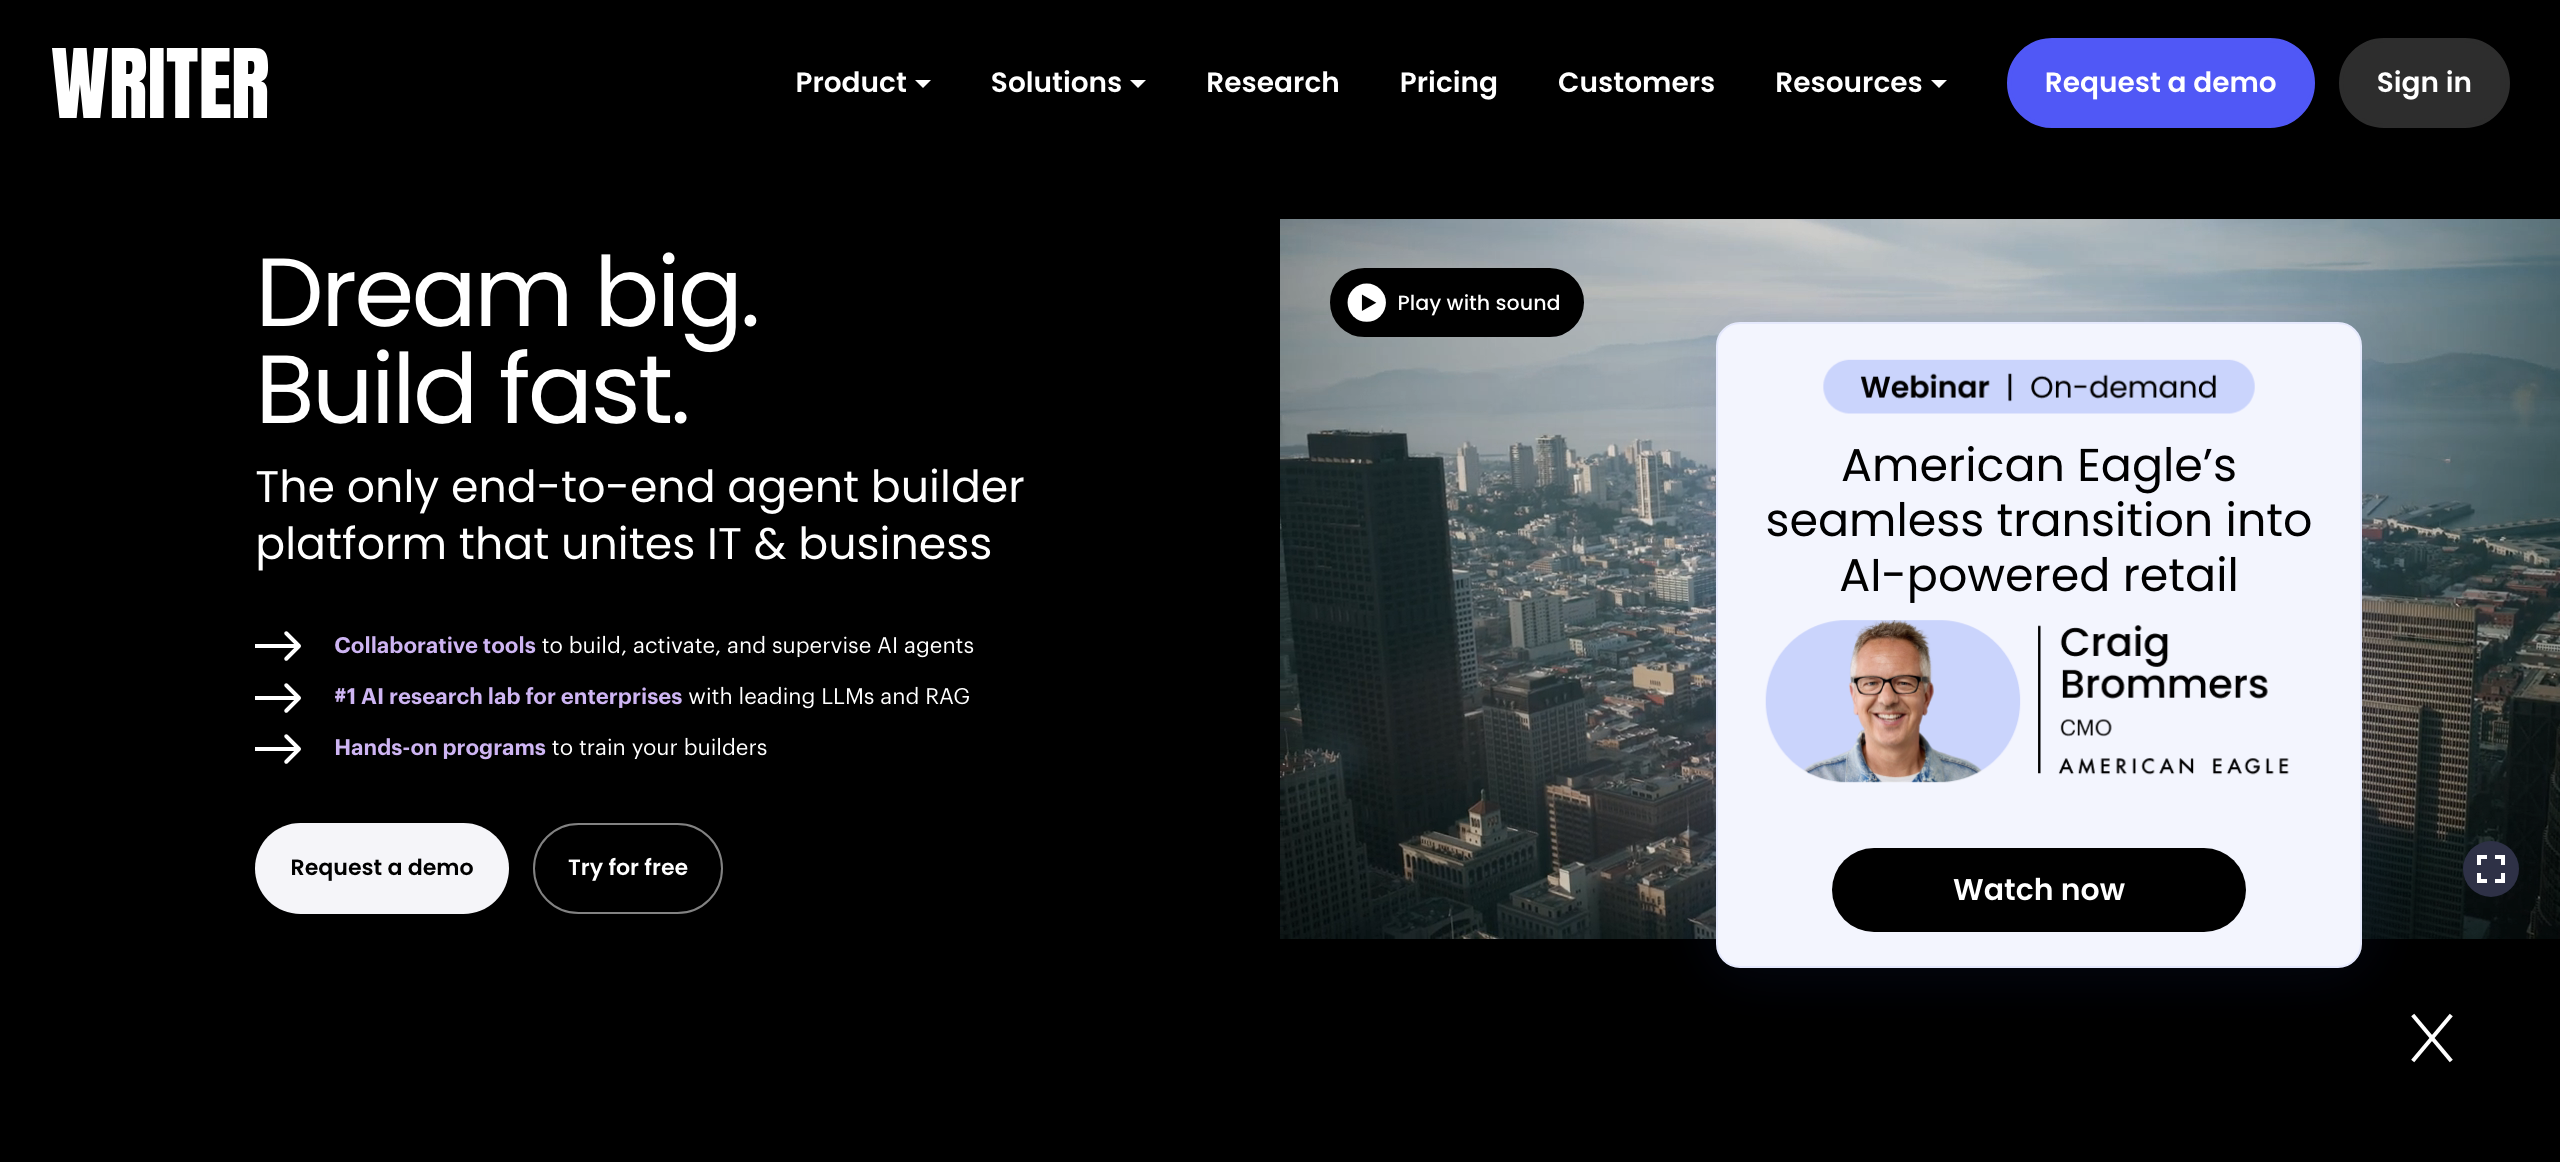 WRITER
Product
Solutions
Research
Pricing
Customers
Resources
Request a demo
Sign in
Dream big.
Build fast.
The only end-to-end agent builder
platform that unites IT & business
Collaborative tools to build, activate, and supervise AI agents
#1 AI research lab for enterprises with leading LLMs and RAG
Hands-on programs to train your builders
Request a demo
Try for free
Play with sound
Webinar | On-demand
American Eagle’s
seamless transition into
AI-powered retail
Craig
Brommers
CMO
AMERICAN EAGLE
Watch now